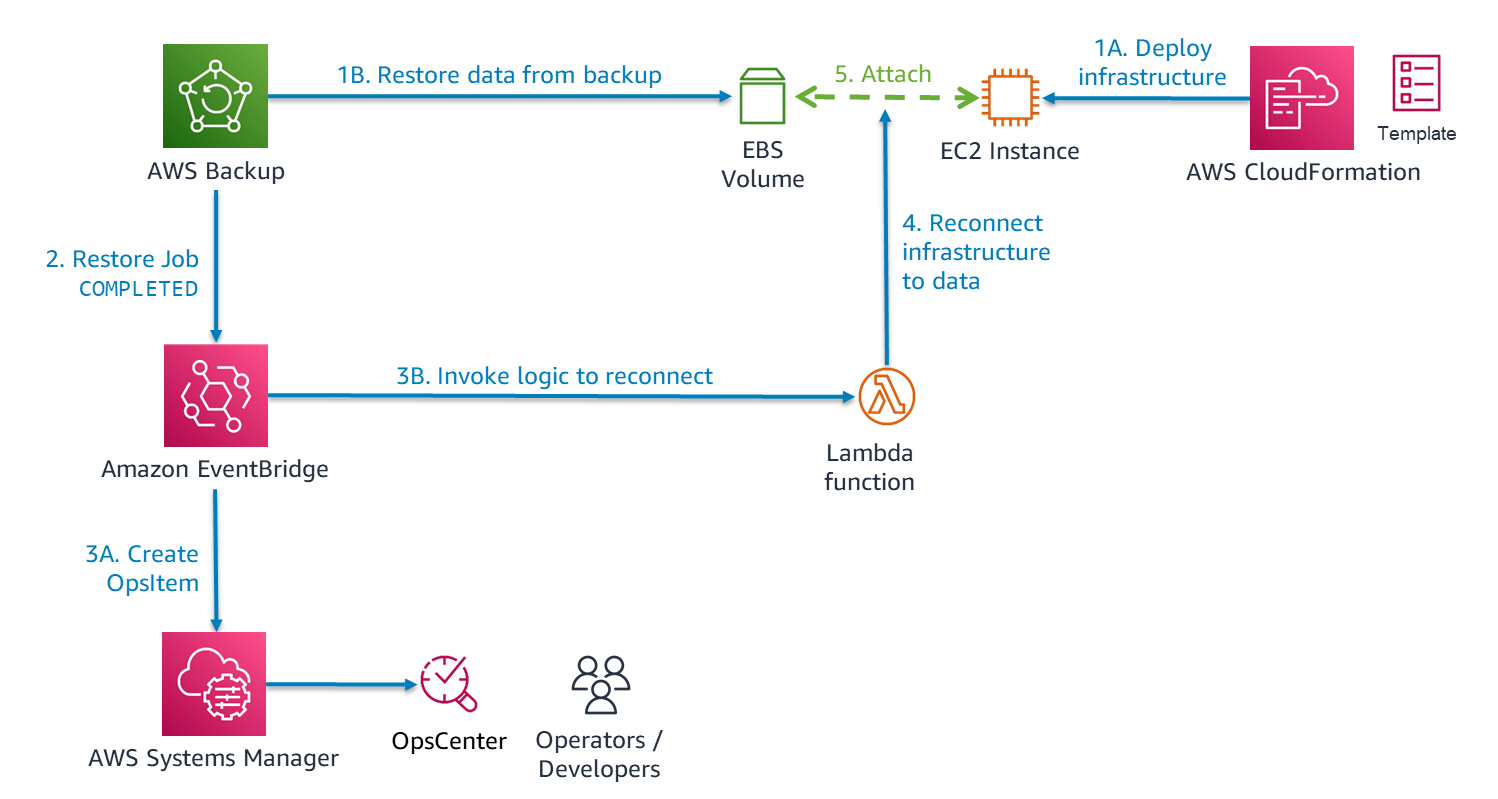 1B. Restore data from backup
5. Attach
1A. Deploy
infrastructure
Template
AWS Backup
EBS
Volume
EC2 Instance
AWS CloudFormation
2. Restore Job
COMPLETED
4. Reconnect
infrastructure
to data
3B. Invoke logic to reconnect
Amazon EventBridge
Lambda
function
3A. Create
OpsItem
AWS Systems Manager
OpsCenter
Operators /
Developers